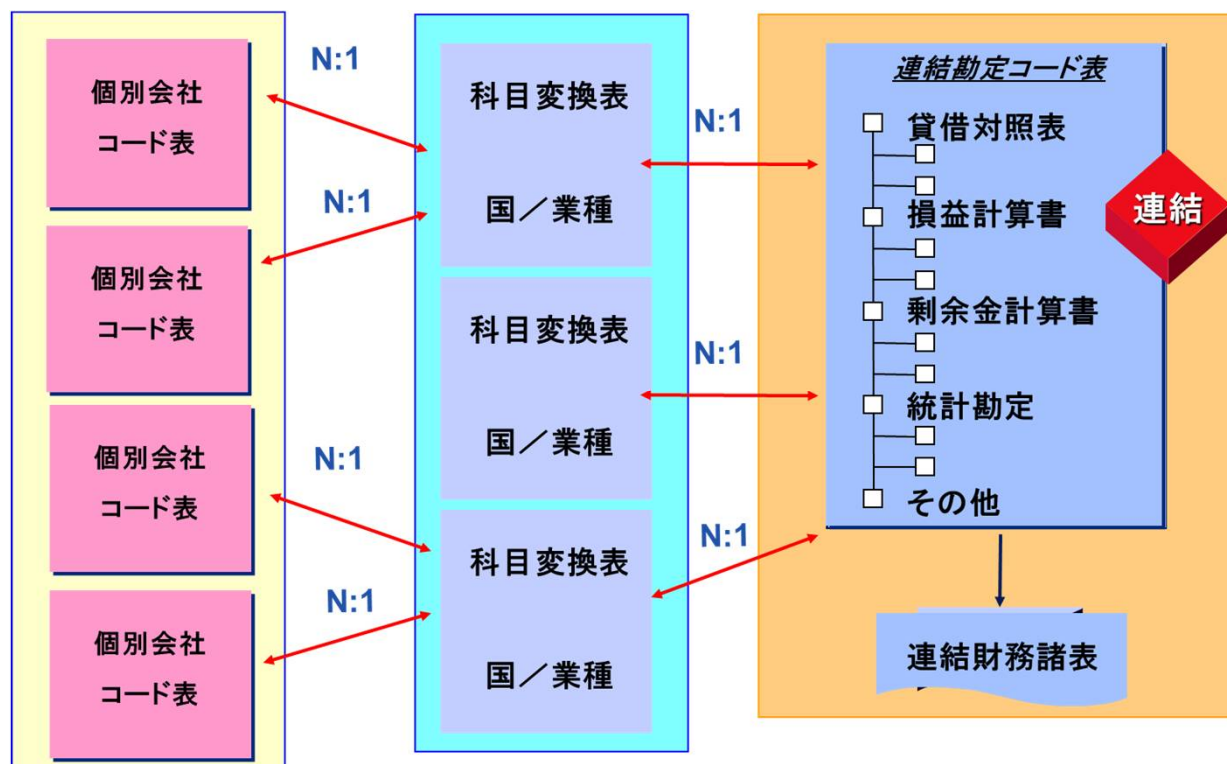 個別会社
コード表
個別会社
コード表
個別会社
コード表
個別会社
コード表
N:1
N:1
N:1
N:1
科目変換表
国／業種
科目変換表
国／業種
科目変換表
国／業種
N:1
N:1
N:1
連結勘定コード表
貸借対照表
損益計算書
剰余金計算書
統計勘定
その他
連結
連結財務諸表